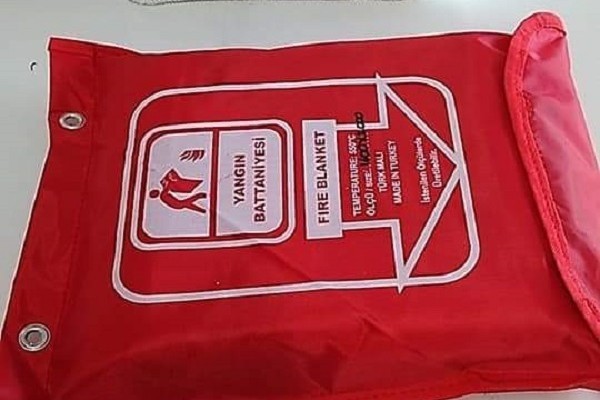 YANGIN
BATTANİYESİ
FIRE BLANKET
TEMPERATURE: 550°C
ÖLÇÜ / size:
TÜRK MALI
MADE IN TURKEY
İstenilen Ölçülerde
Üretilebilir.